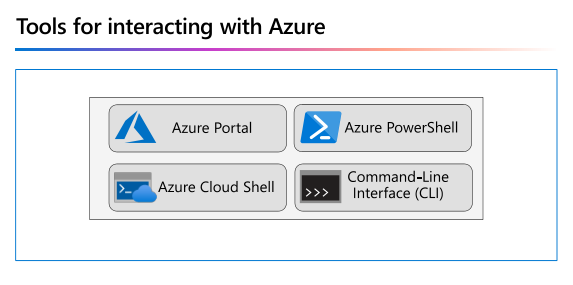 Tools for interacting with Azure
Azure Portal
Azure PowerShell
Azure Cloud Shell
Command-Line
Interface (CLI)
>>>